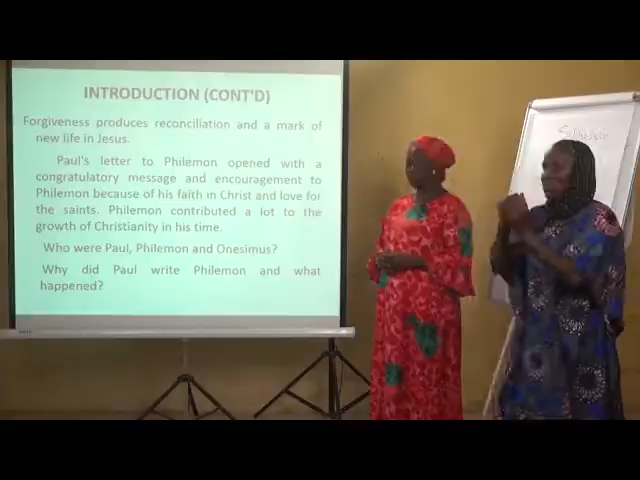 INTRODUCTION (CONT'D)
Forgiveness produces reconciliation and a mark of
new life in Jesus.
Paul's letter to Philemon opened with a
congratulatory message and encouragement to
Philemon because of his faith in Christ and love for
the saints. Philemon contributed a lot to the
growth of Christianity in his time.
Who were Paul, Philemon and Onesimus?
Why did Paul write Philemon and what
happened?